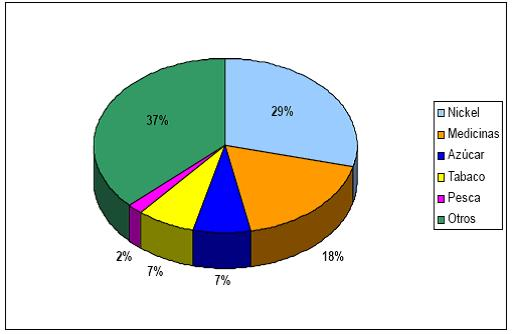 37%
29%
2%
7%
7%
18%
Nickel
Medicinas
Azúcar
Tabaco
Pesca
Otros